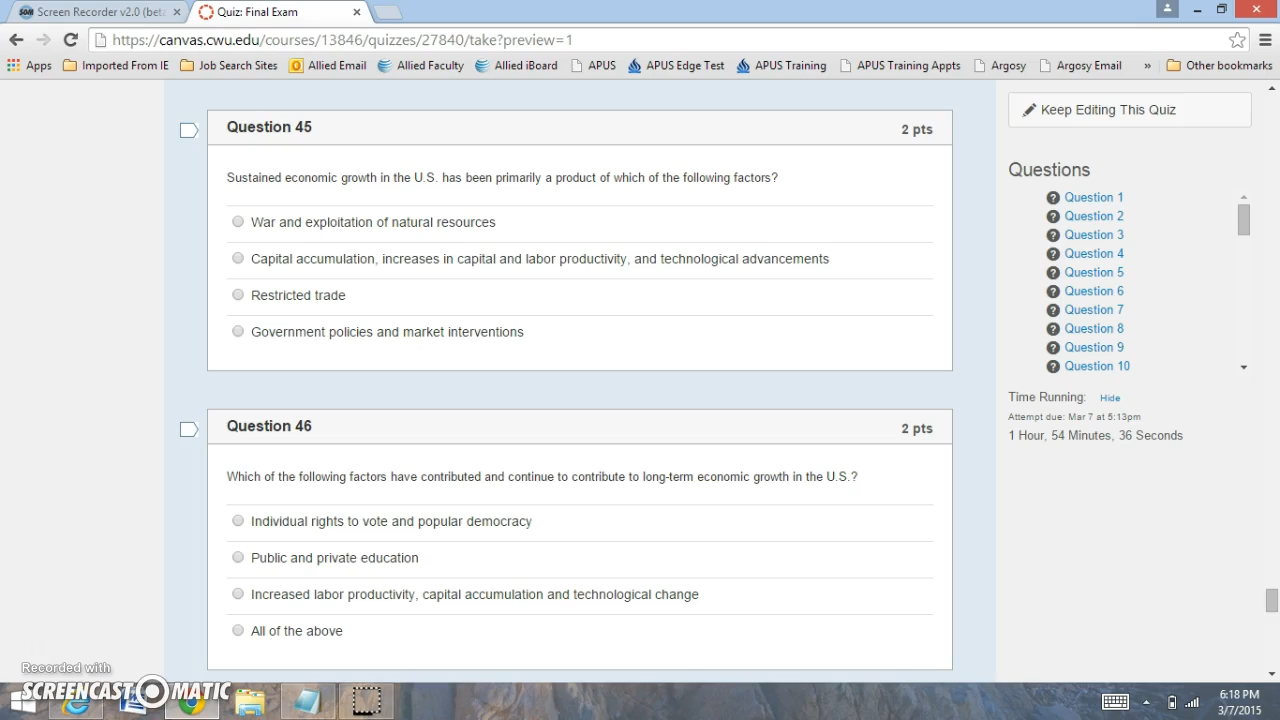 Screen Recorder v2.0 (beta
Quiz: Final Exam
https://canvas.cwu.edu/courses/13846/quizzes/27840/take?preview=1
Apps Imported From IE Job Search Sites Allied Email Allied Faculty Allied iBoard APUS APUS Edge Test APUS Training APUS Training Appts Argosy Argosy Email » Other bookmarks
Question 45 2 pts
Sustained economic growth in the U.S. has been primarily a product of which of the following factors?
War and exploitation of natural resources
Capital accumulation, increases in capital and labor productivity, and technological advancements
Restricted trade
Government policies and market interventions
Question 46 2 pts
Which of the following factors have contributed and continue to contribute to long-term economic growth in the U.S.?
Individual rights to vote and popular democracy
Public and private education
Increased labor productivity, capital accumulation and technological change
All of the above
Keep Editing This Quiz
Questions
Question 1
Question 2
Question 3
Question 4
Question 5
Question 6
Question 7
Question 8
Question 9
Question 10
Time Running: Hide
Attempt due: Mar 7 at 5:13pm
1 Hour, 54 Minutes, 36 Seconds
Recorded with
SCREENCAST MATIC
6:18 PM
3/7/2015